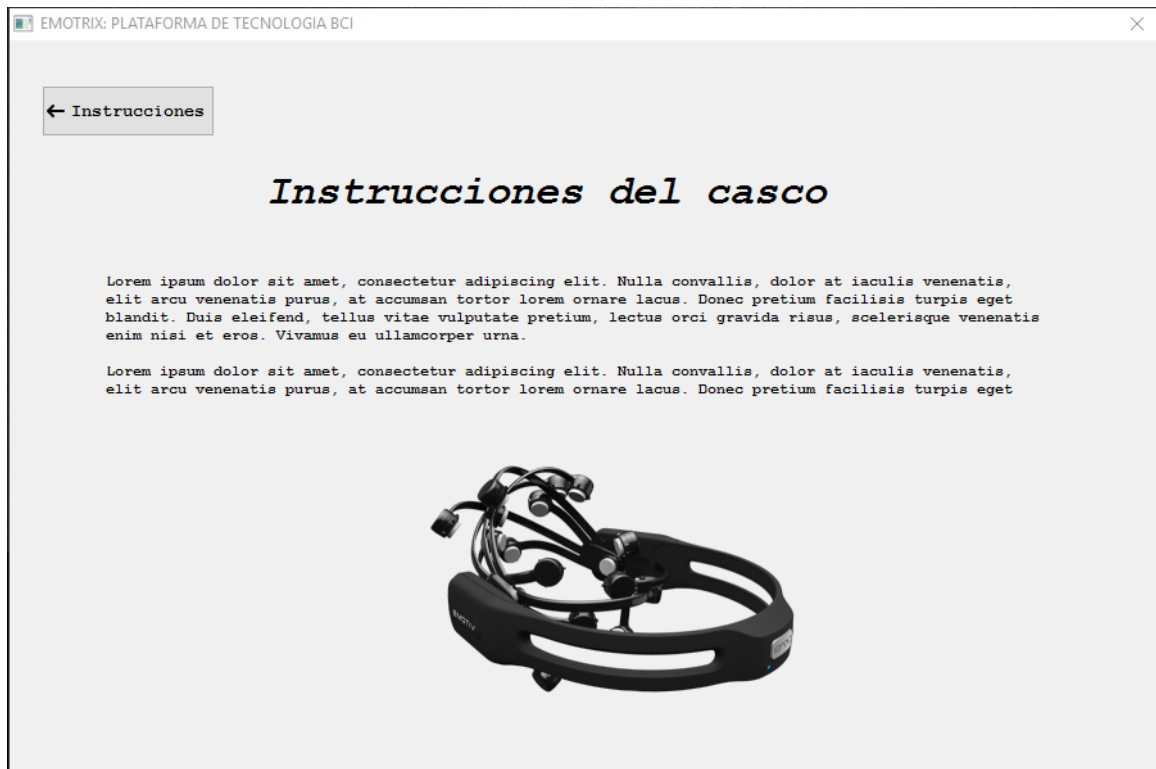 EMOTRIX: PLATAFORMA DE TECNOLOGIA BCI
Instrucciones
Instrucciones del casco
Lorem ipsum dolor sit amet, consectetur adipiscing elit. Nulla convallis, dolor at iaculis venenatis,
elit arcu venenatis purus, at accumsan tortor lorem ornare lacus. Donec pretium facilisis turpis eget
blandit. Duis eleifend, tellus vitae vulputate pretium, lectus orci gravida risus, scelerisque venenatis
enim nisi et eros. Vivamus eu ullamcorper urna.
Lorem ipsum dolor sit amet, consectetur adipiscing elit. Nulla convallis, dolor at iaculis venenatis,
elit arcu venenatis purus, at accumsan tortor lorem ornare lacus. Donec pretium facilisis turpis eget
EMOTIV